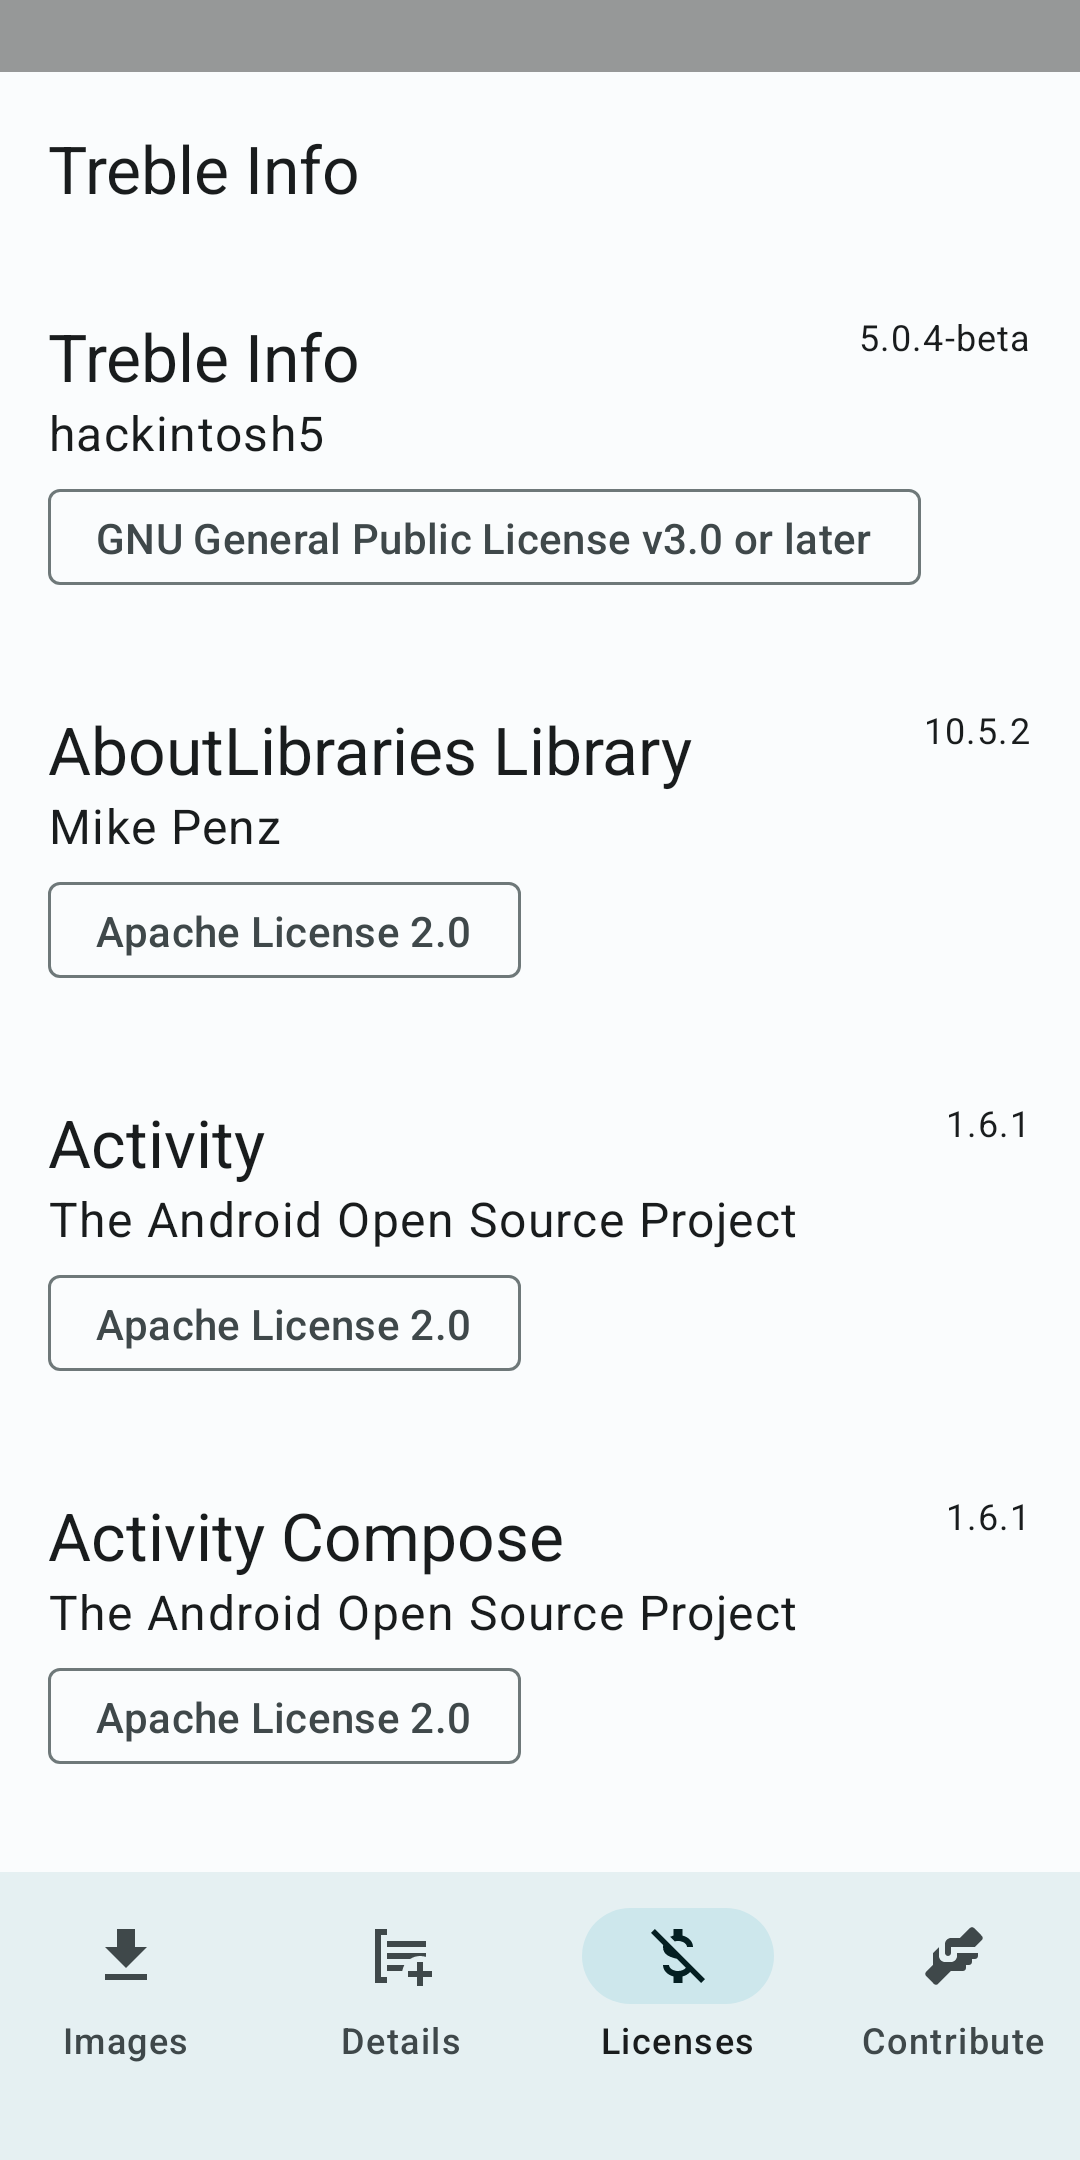 Treble Info
Treble Info
5.0.4-beta
hackintosh5
GNU General Public License v3.0 or later
AboutLibraries Library
10.5.2
Mike Penz
Apache License 2.0
Activity
1.6.1
The Android Open Source Project
Apache License 2.0
Activity Compose
1.6.1
The Android Open Source Project
Apache License 2.0
Images
Details
Licenses
Contribute